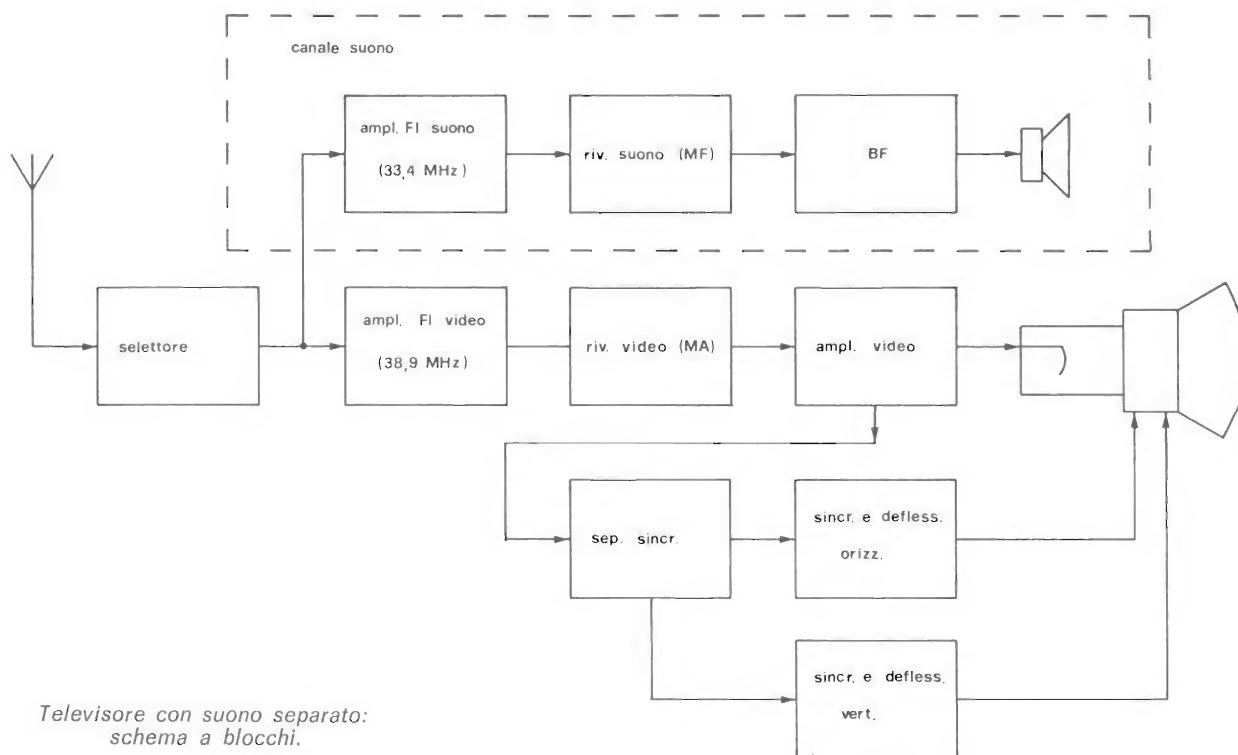 canale suono
ampl. FI suono
(33,4 MHz)
riv. suono (MF)
BF
selettore
ampl. FI video
(38,9 MHz)
riv. video (MA)
ampl. video
sep. sincr.
sincr. e defless.
orizz.
sincr. e defless.
vert.
Televisore con suono separato:
schema a blocchi.